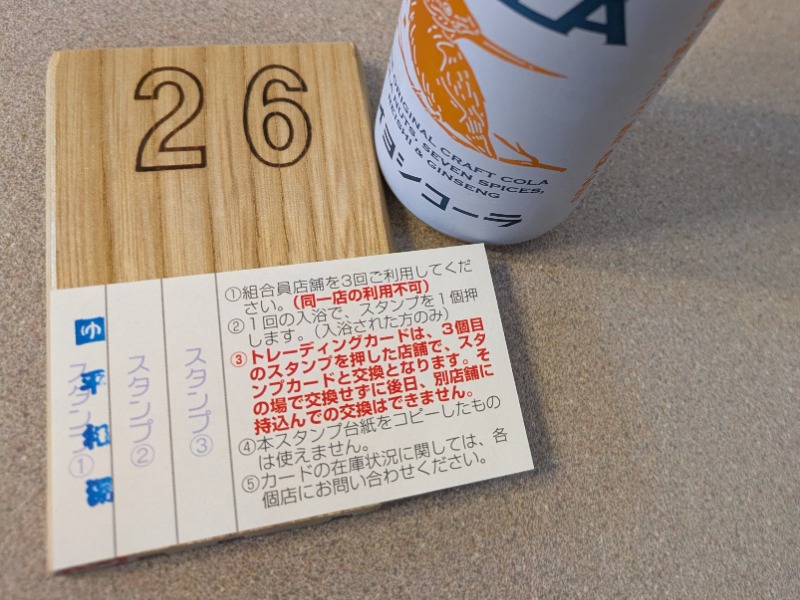 26
LA
ORIGINAL CRAFT COLA
NUTS, SEVEN SPICES,
& GINSENG
ヨシコーラ
①組合員店舗を3回ご利用してくだ
さい。(同一店の利用不可)
②1回の入浴で、スタンプを1個押
します。(入浴された方のみ)
③トレーディングカードは、3個目
のスタンプを押した店舗で、スタ
ンプカードと交換となります。そ
の場で交換せずに後日、別店舗に
持込んでの交換はできません。
④本スタンプ台紙をコピーしたもの
は使えません。
⑤カードの在庫状況に関しては、各
個店にお問い合わせください。
スタンプ③
スタンプ②
スタンプ①
ゆ
平和湯